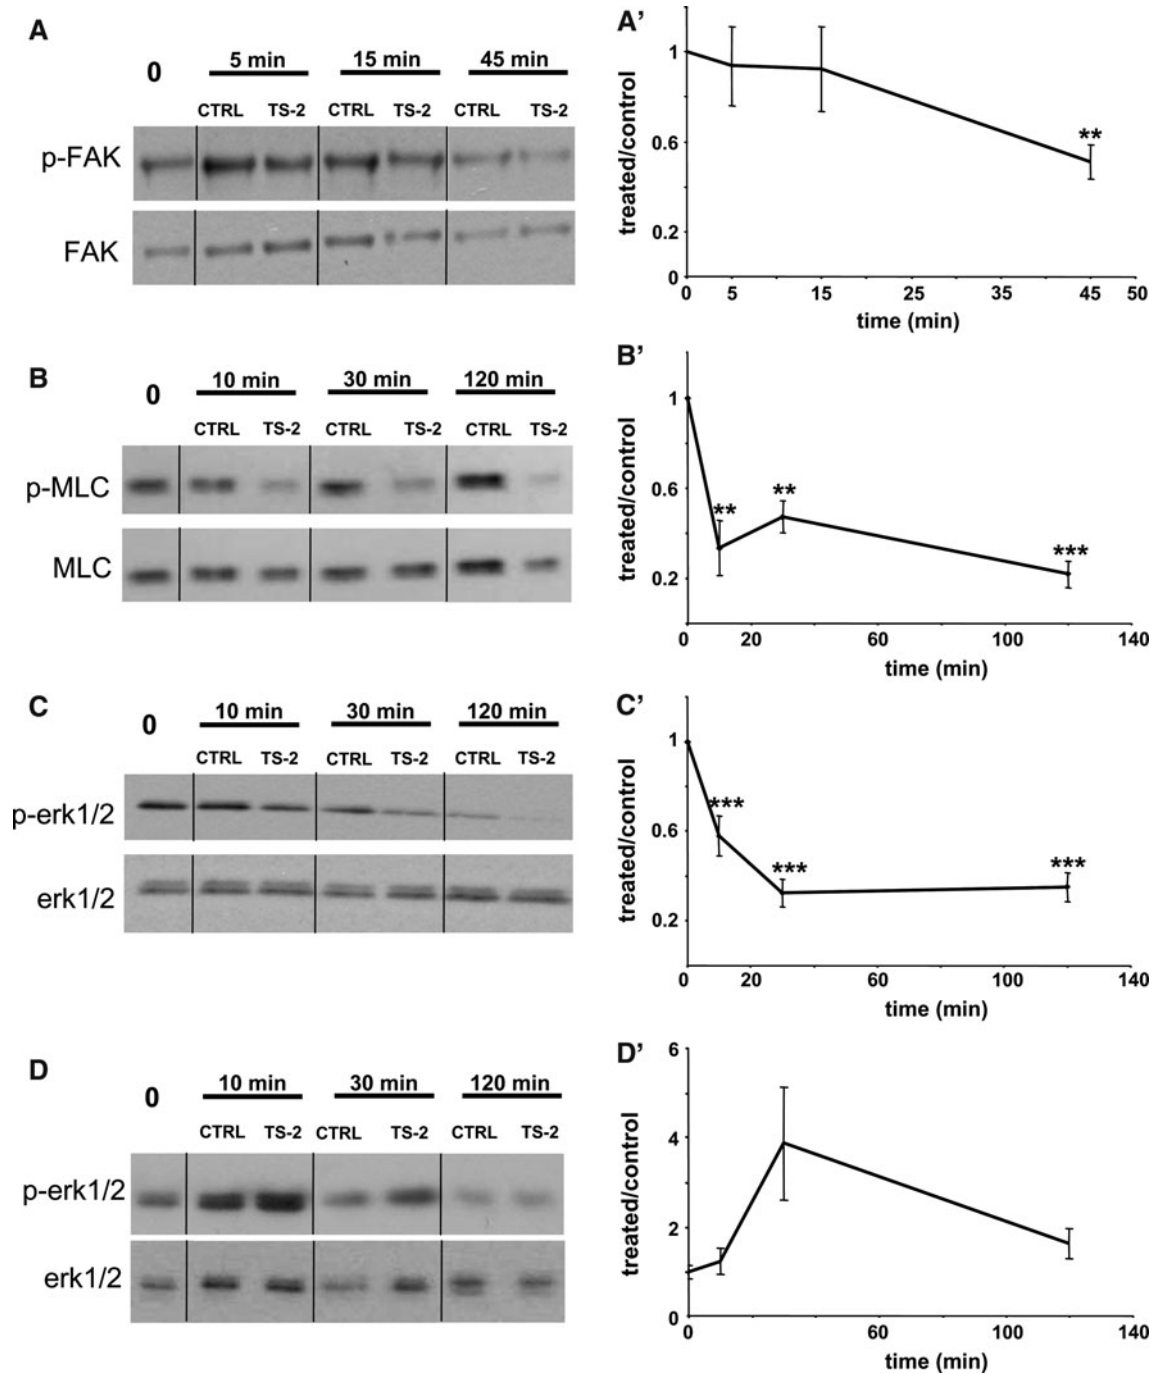 A
0 5 min 15 min 45 min
CTRL TS-2 CTRL TS-2 CTRL TS-2
p-FAK
FAK
A'
treated/control
1
0.6
0.2
0
0 5 15 25 35 45 50
time (min)
**
B
0 10 min 30 min 120 min
CTRL TS-2 CTRL TS-2 CTRL TS-2
p-MLC
MLC
B'
treated/control
1
0.6
0.2
0 20 60 100 140
time (min)
** ** ***
C
0 10 min 30 min 120 min
CTRL TS-2 CTRL TS-2 CTRL TS-2
p-erk1/2
erk1/2
C'
treated/control
1
0.6
0.2
0 20 60 100 140
time (min)
*** *** ***
D
0 10 min 30 min 120 min
CTRL TS-2 CTRL TS-2 CTRL TS-2
p-erk1/2
erk1/2
D'
treated/control
6
4
2
0
0 60 100 140
time (min)